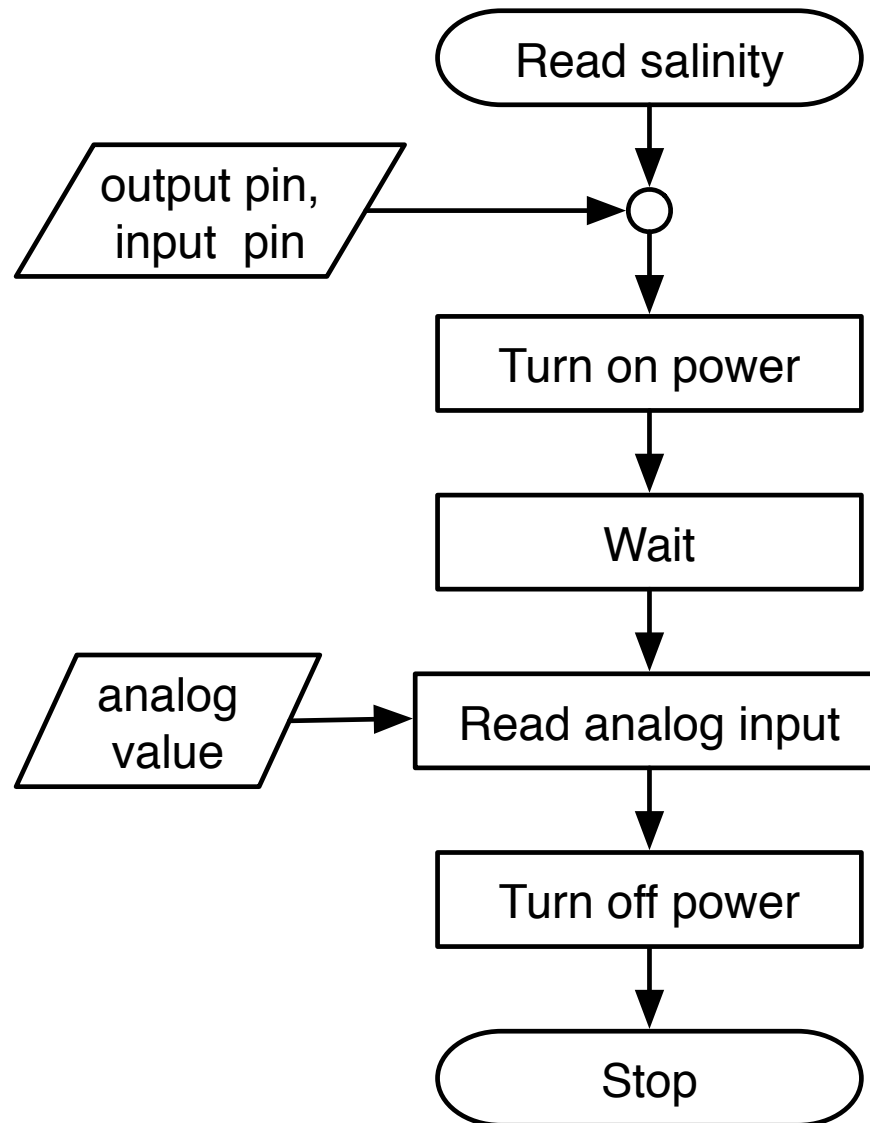 Read salinity
output pin,
input pin
Turn on power
Wait
analog
value
Read analog input
Turn off power
Stop